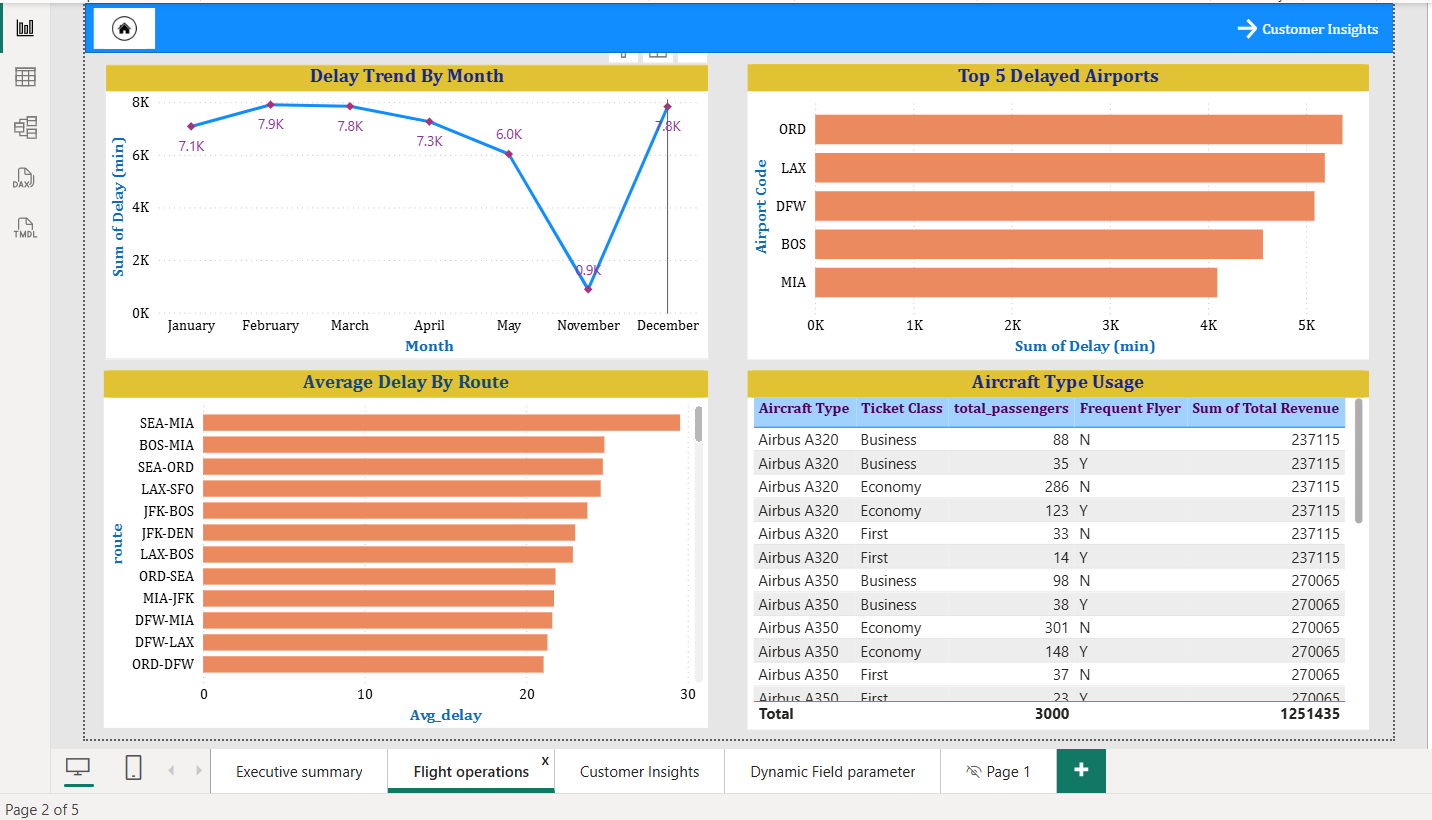 Customer Insights
Delay Trend By Month
8K
6K
4K
2K
0K
Sum of Delay (min)
7.1K
7.9K
7.8K
7.3K
6.0K
0.9K
7.8K
January February March April May November December
Month
Top 5 Delayed Airports
Airport Code
ORD
LAX
DFW
BOS
MIA
0K 1K 2K 3K 4K 5K
Sum of Delay (min)
Average Delay By Route
route
SEA-MIA
BOS-MIA
SEA-ORD
LAX-SFO
JFK-BOS
JFK-DEN
LAX-BOS
ORD-SEA
MIA-JFK
DFW-MIA
DFW-LAX
ORD-DFW
0 10 20 30
Avg_delay
Aircraft Type Usage
Aircraft Type Ticket Class total_passengers Frequent Flyer Sum of Total Revenue
Airbus A320 Business 88 N 237115
Airbus A320 Business 35 Y 237115
Airbus A320 Economy 286 N 237115
Airbus A320 Economy 123 Y 237115
Airbus A320 First 33 N 237115
Airbus A320 First 14 Y 237115
Airbus A350 Business 98 N 270065
Airbus A350 Business 38 Y 270065
Airbus A350 Economy 301 N 270065
Airbus A350 Economy 148 Y 270065
Airbus A350 First 37 N 270065
Airbus A350 First 23 Y 270065
Total 3000 1251435
DAX
TMDL
Executive summary Flight operations x Customer Insights Dynamic Field parameter Page 1 +
Page 2 of 5